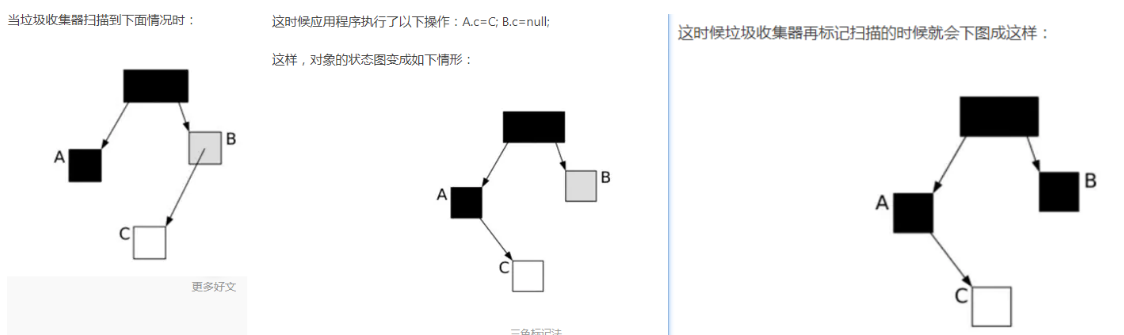 当垃圾收集器扫描到下面情况时：
A
B
C
更多好文
这时候应用程序执行了以下操作：A.c=C; B.c=null;
这样，对象的状态图变成如下情形：
A
B
C
三色标记法
这时候垃圾收集器再标记扫描的时候就会下图成这样：
A
B
C